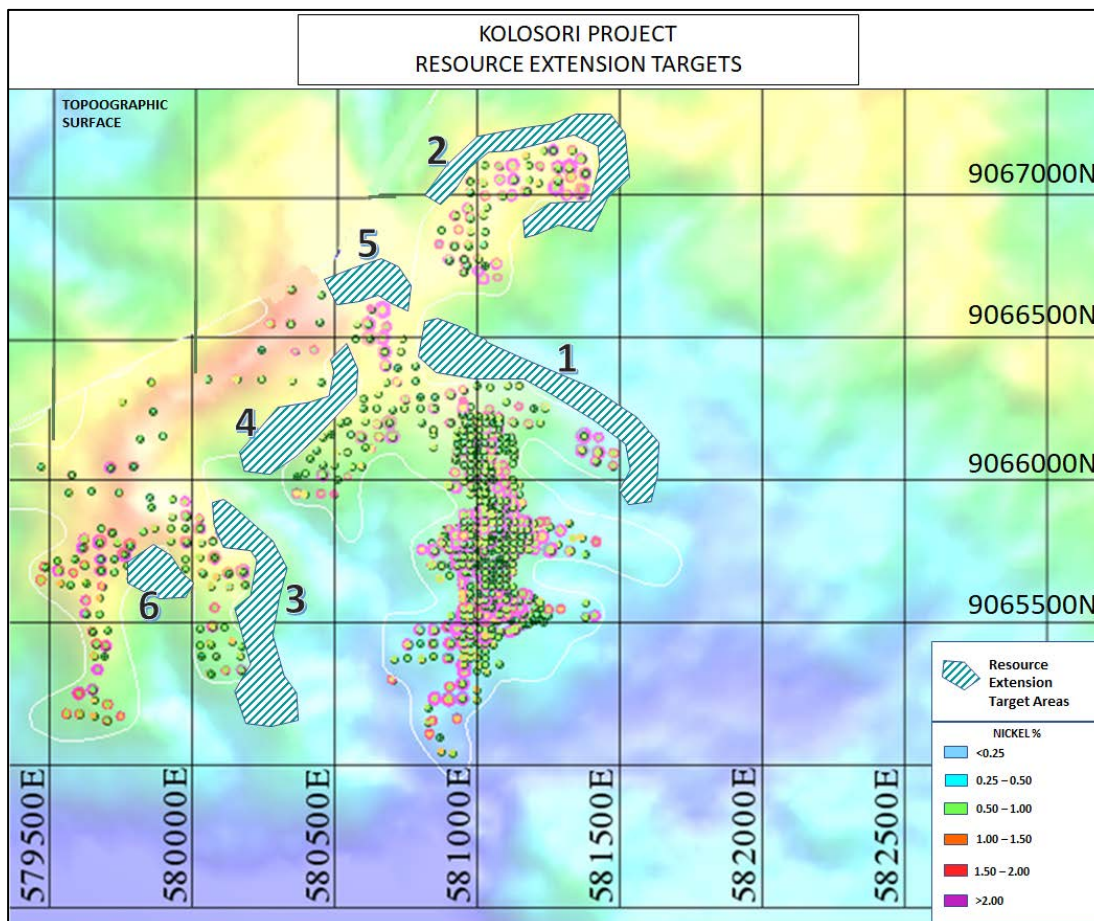 KOLOSORI PROJECT
RESOURCE EXTENSION TARGETS
TOPOOGRAPHIC
SURFACE
2
9067000N
5
9066500N
1
4
9066000N
3
6
9065500N
579500E
580000E
580500E
581000E
581500E
582000E
582500E
Resource
Extension
Target Areas
NICKEL %
<0.25
0.25 – 0.50
0.50 – 1.00
1.00 – 1.50
1.50 – 2.00
>2.00